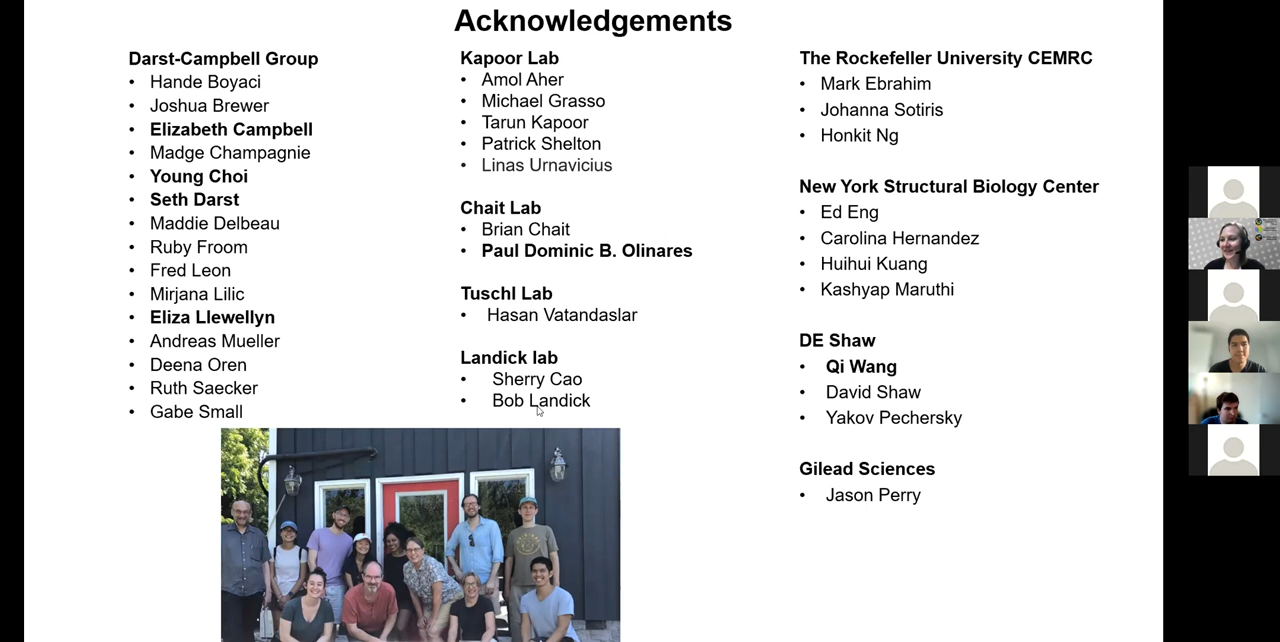 Acknowledgements
Darst-Campbell Group
• Hande Boyaci
• Joshua Brewer
• Elizabeth Campbell
• Madge Champagnie
• Young Choi
• Seth Darst
• Maddie Delbeau
• Ruby Froom
• Fred Leon
• Mirjana Lilic
• Eliza Llewellyn
• Andreas Mueller
• Deena Oren
• Ruth Saecker
• Gabe Small
Kapoor Lab
• Amol Aher
• Michael Grasso
• Tarun Kapoor
• Patrick Shelton
• Linas Urnavicius
Chait Lab
• Brian Chait
• Paul Dominic B. Olinares
Tuschl Lab
• Hasan Vatandaslar
Landick lab
• Sherry Cao
• Bob Landick
The Rockefeller University CEMRC
• Mark Ebrahim
• Johanna Sotiris
• Honkit Ng
New York Structural Biology Center
• Ed Eng
• Carolina Hernandez
• Huihui Kuang
• Kashyap Maruthi
DE Shaw
• Qi Wang
• David Shaw
• Yakov Pechersky
Gilead Sciences
• Jason Perry